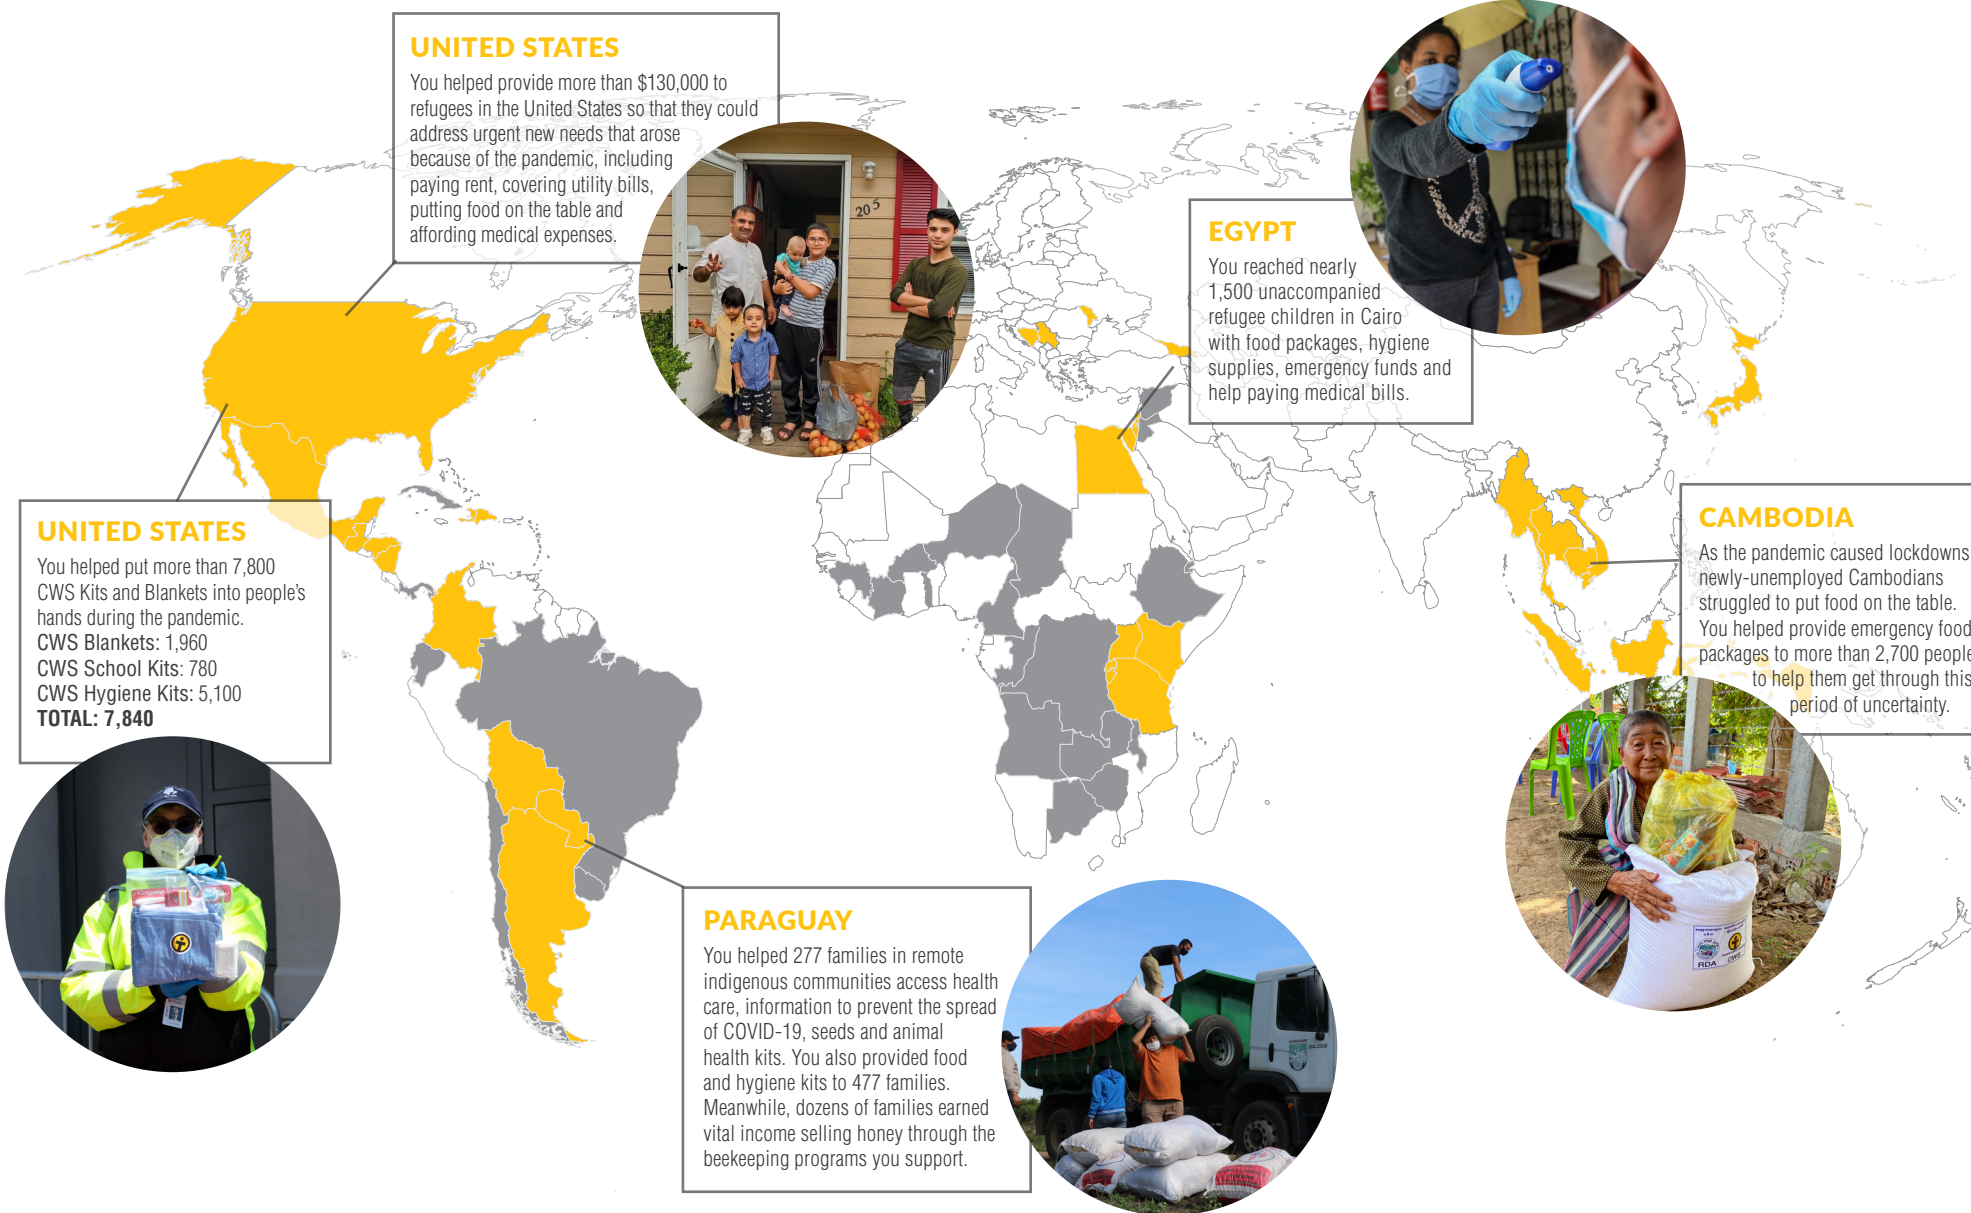 UNITED STATES
You helped provide more than $130,000 to
refugees in the United States so that they could
address urgent new needs that arose
because of the pandemic, including
paying rent, covering utility bills,
putting food on the table and
affording medical expenses.
205
EGYPT
You reached nearly
1,500 unaccompanied
refugee children in Cairo
with food packages, hygiene
supplies, emergency funds and
help paying medical bills.
UNITED STATES
You helped put more than 7,800
CWS Kits and Blankets into people's
hands during the pandemic.
CWS Blankets: 1,960
CWS School Kits: 780
CWS Hygiene Kits: 5,100
TOTAL: 7,840
Colgate
CAMBODIA
As the pandemic caused lockdowns
newly-unemployed Cambodians
struggled to put food on the table.
You helped provide emergency food
packages to more than 2,700 people
to help them get through this
period of uncertainty.
RDA CWS
PARAGUAY
You helped 277 families in remote
indigenous communities access health
care, information to prevent the spread
of COVID-19, seeds and animal
health kits. You also provided food
and hygiene kits to 477 families.
Meanwhile, dozens of families earned
vital income selling honey through the
beekeeping programs you support.